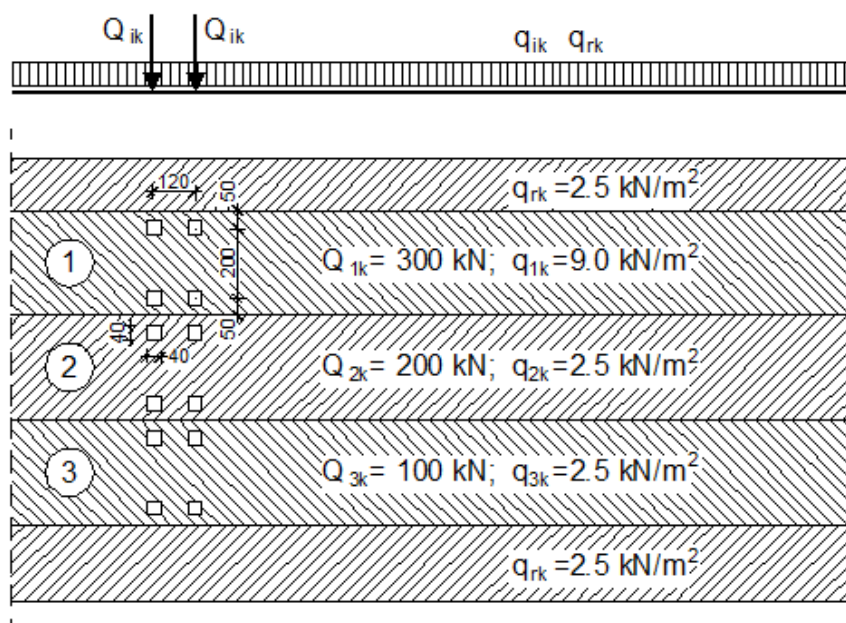 Q ik Q ik q ik q rk
120
50
q rk =2.5 kN/m²
200
1
Q 1k = 300 kN; q 1k =9.0 kN/m²
50
40
40
2
Q 2k = 200 kN; q 2k =2.5 kN/m²
3
Q 3k = 100 kN; q 3k =2.5 kN/m²
q rk =2.5 kN/m²